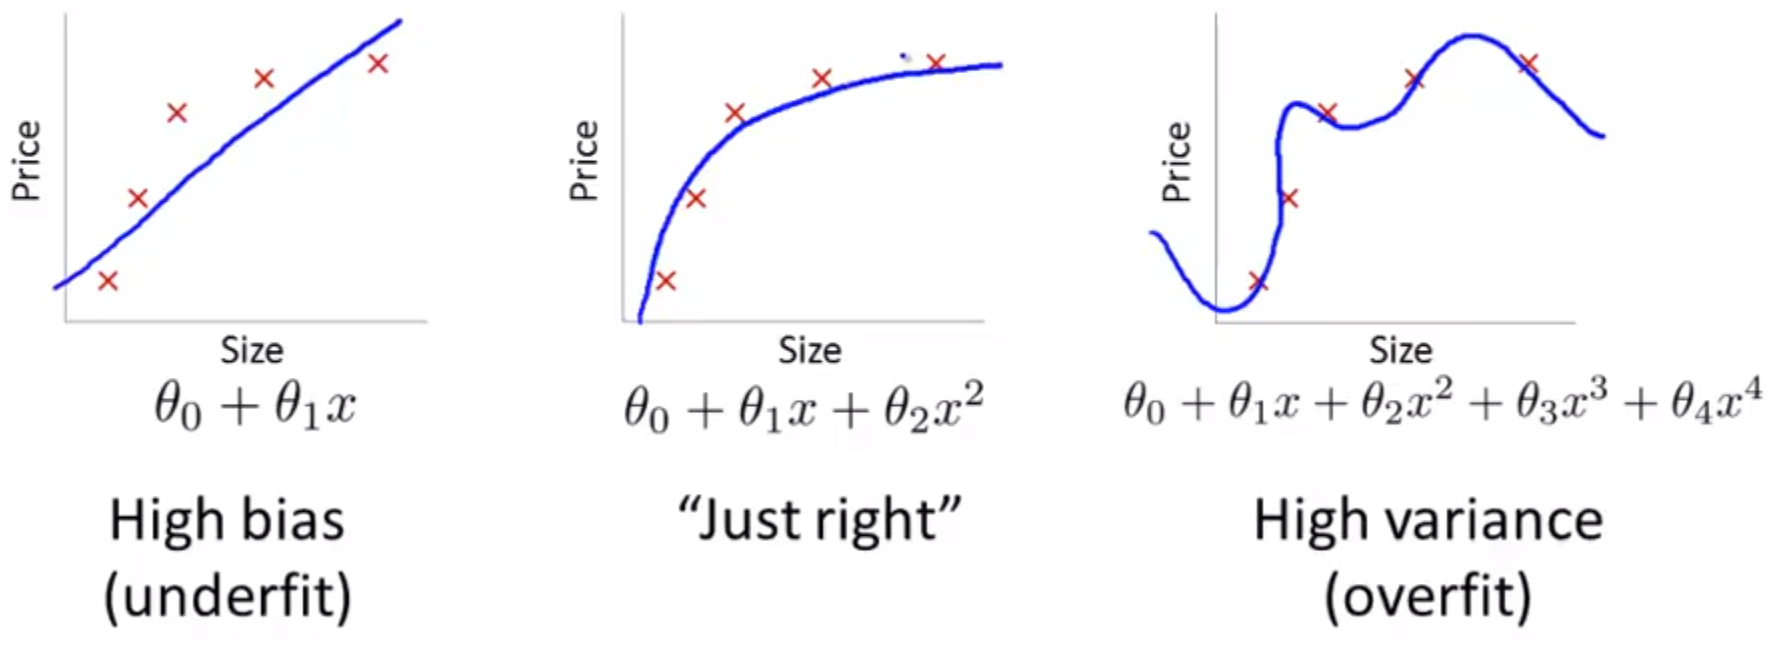 Price
Size
θ₀ + θ₁x
High bias
(underfit)
Price
Size
θ₀ + θ₁x + θ₂x²
“Just right”
Price
Size
θ₀ + θ₁x + θ₂x² + θ₃x³ + θ₄x⁴
High variance
(overfit)